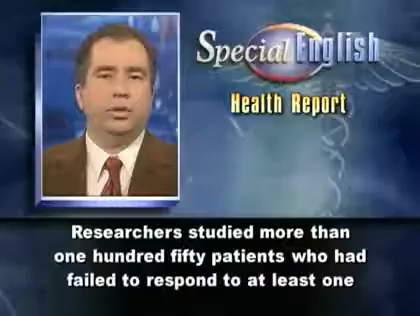 Special English
Health Report
Researchers studied more than
one hundred fifty patients who had
failed to respond to at least one